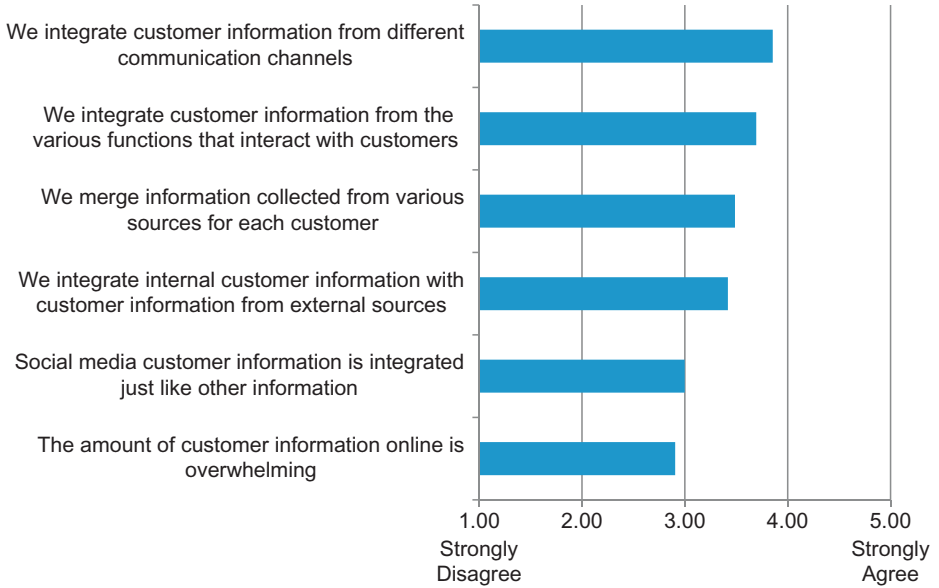 We integrate customer information from different
communication channels
We integrate customer information from the
various functions that interact with customers
We merge information collected from various
sources for each customer
We integrate internal customer information with
customer information from external sources
Social media customer information is integrated
just like other information
The amount of customer information online is
overwhelming
1.00 2.00 3.00 4.00 5.00
Strongly Strongly
Disagree Agree